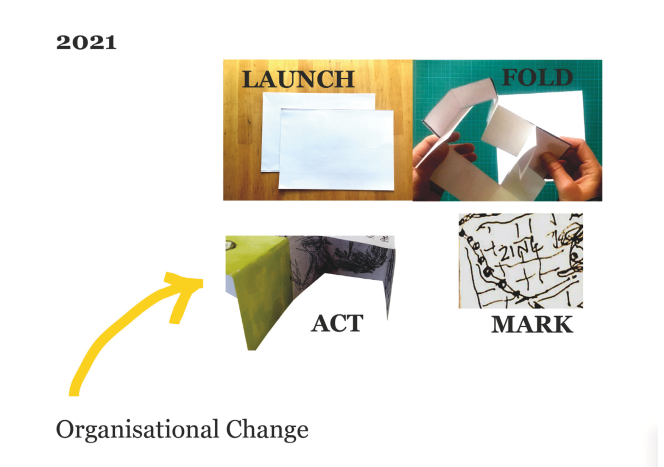 2021
LAUNCH
FOLD
ACT
MARK
Organisational Change